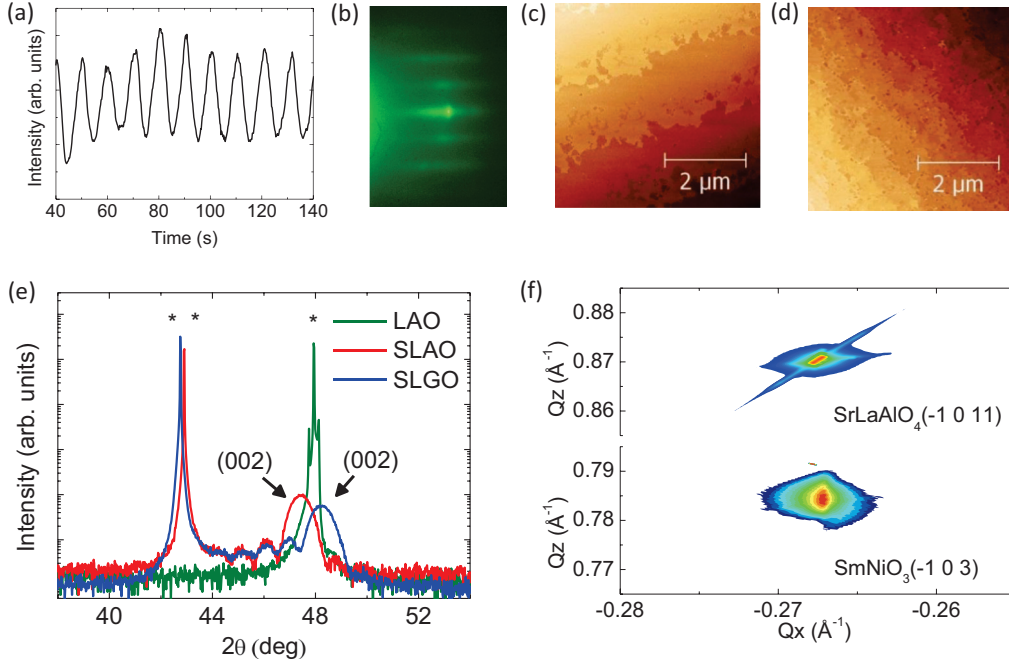 (a)
Intensity (arb. units)
40 60 80 100 120 140
Time (s)
(b)
(c)
2 μm
(d)
2 μm
(e)
Intensity (arb. units)
* * *
LAO
SLAO
SLGO
(002) (002)
40 44 48 52
2θ (deg)
(f)
0.88
0.87
0.86
Qz (Å⁻¹)
SrLaAlO₄(-1 0 11)
0.79
0.78
0.77
Qz (Å⁻¹)
SmNiO₃(-1 0 3)
-0.28 -0.27 -0.26
Qx (Å⁻¹)